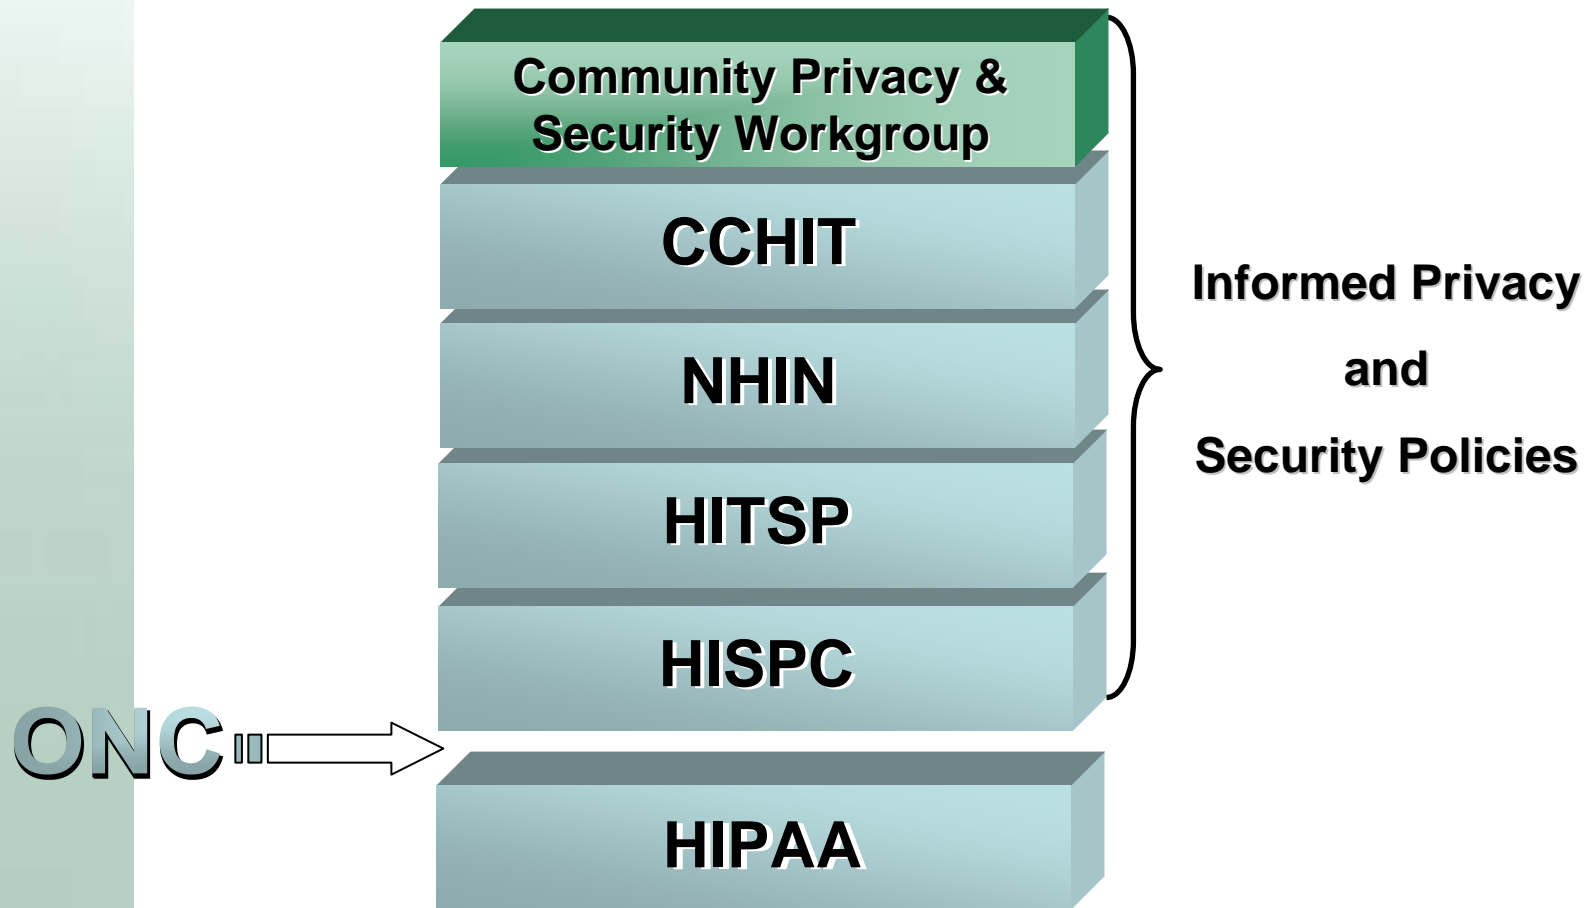 Community Privacy &
Security Workgroup
CCHIT
NHIN
HITSP
HISPC
HIPAA
ONC
Informed Privacy
and
Security Policies